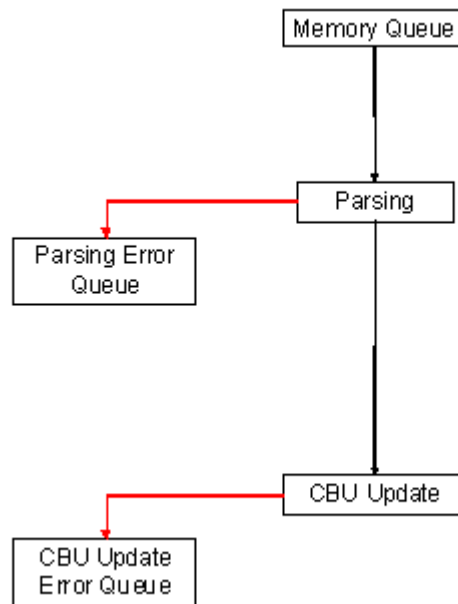 Memory Queue
Parsing
Parsing Error
Queue
CBU Update
CBU Update
Error Queue